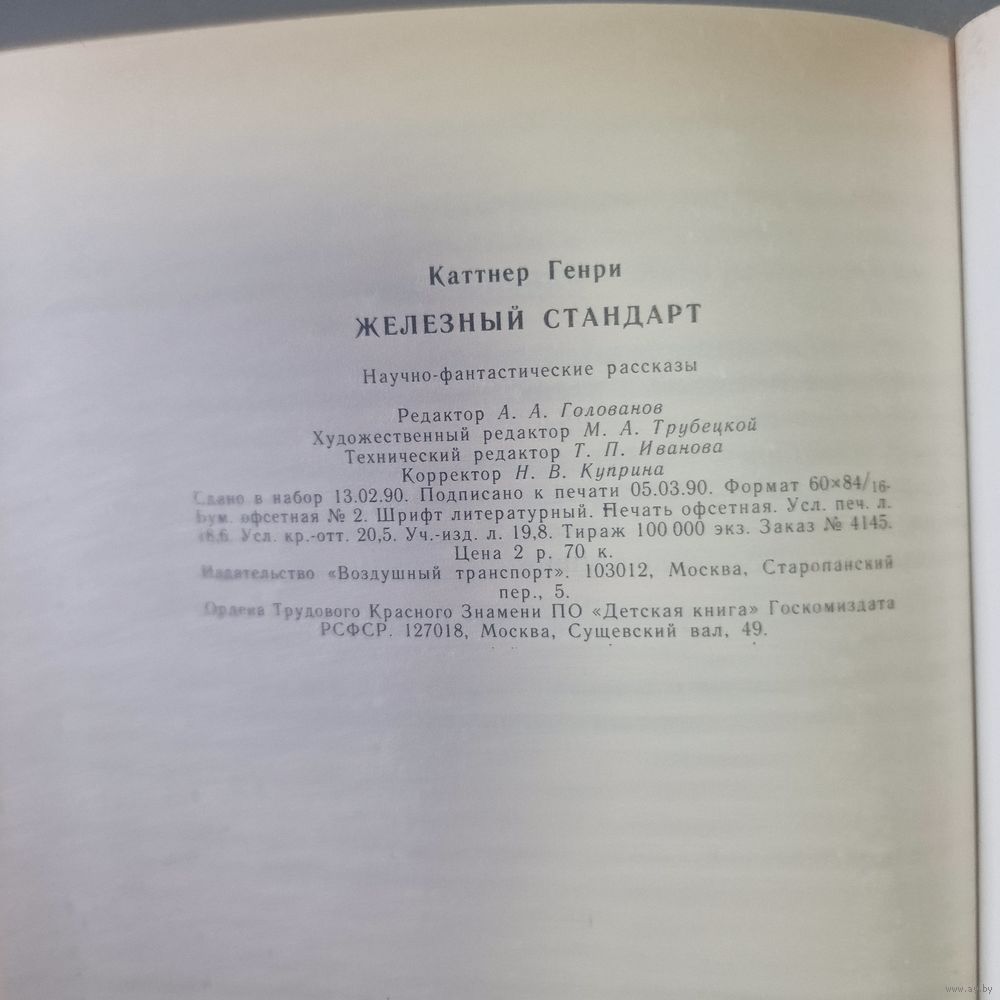 Каттнер Генри
ЖЕЛЕЗНЫЙ СТАНДАРТ
Научно-фантастические рассказы
Редактор А. А. Голованов
Художественный редактор М. А. Трубецкой
Технический редактор Т. П. Иванова
Корректор Н. В. Куприна
Сдано в набор 13.02.90. Подписано к печати 05.03.90. Формат 60×84/16.
Бум. офсетная № 2. Шрифт литературный. Печать офсетная. Усл. печ. л.
Усл. кр.-отт. 20,5. Уч.-изд. л. 19,8. Тираж 100 000 экз. Заказ № 4145.
Цена 2 р. 70 к.
Издательство «Воздушный транспорт». 103012, Москва, Старопанский
пер., 5.
Ордена Трудового Красного Знамени ПО «Детская книга» Госкомиздата
РСФСР. 127018, Москва, Сущевский вал, 49.
www.ay.by